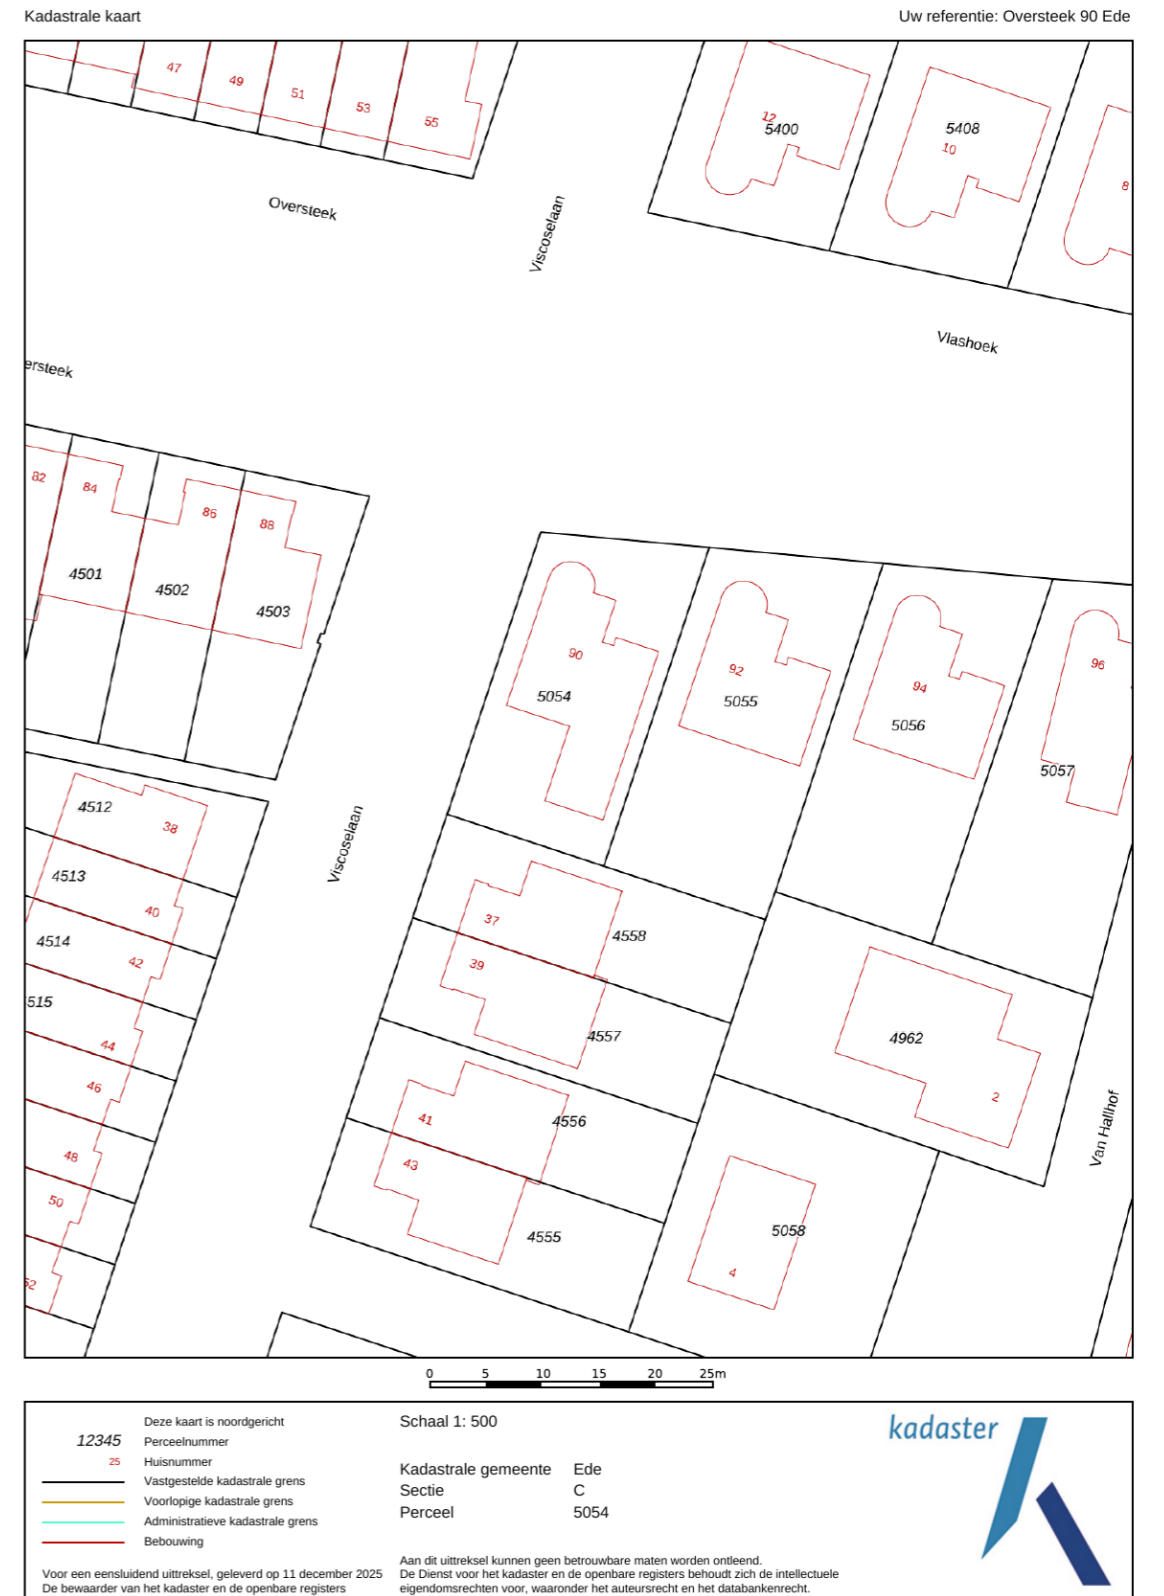 Kadastrale kaart
Uw referentie: Oversteek 90 Ede
47
49
51
53
55
12
5400
5408
10
8
Oversteek
Viscoselaan
Vlashoek
ersteek
82
84
86
88
4501
4502
4503
90
5054
92
5055
94
5056
96
5057
4512
38
4513
40
4514
42
515
44
46
48
50
52
Viscoselaan
37
4558
39
4557
41
4556
43
4555
4962
2
Van Hallhof
5058
4
0 5 10 15 20 25m
Deze kaart is noordgericht
12345 Perceelnummer
25 Huisnummer
Vastgestelde kadastrale grens
Voorlopige kadastrale grens
Administratieve kadastrale grens
Bebouwing
Voor een eensluidend uittreksel, geleverd op 11 december 2025
De bewaarder van het kadaster en de openbare registers
Schaal 1: 500
Kadastrale gemeente Ede
Sectie C
Perceel 5054
Aan dit uittreksel kunnen geen betrouwbare maten worden ontleend.
De Dienst voor het kadaster en de openbare registers behoudt zich de intellectuele
eigendomsrechten voor, waaronder het auteursrecht en het databankenrecht.
kadaster